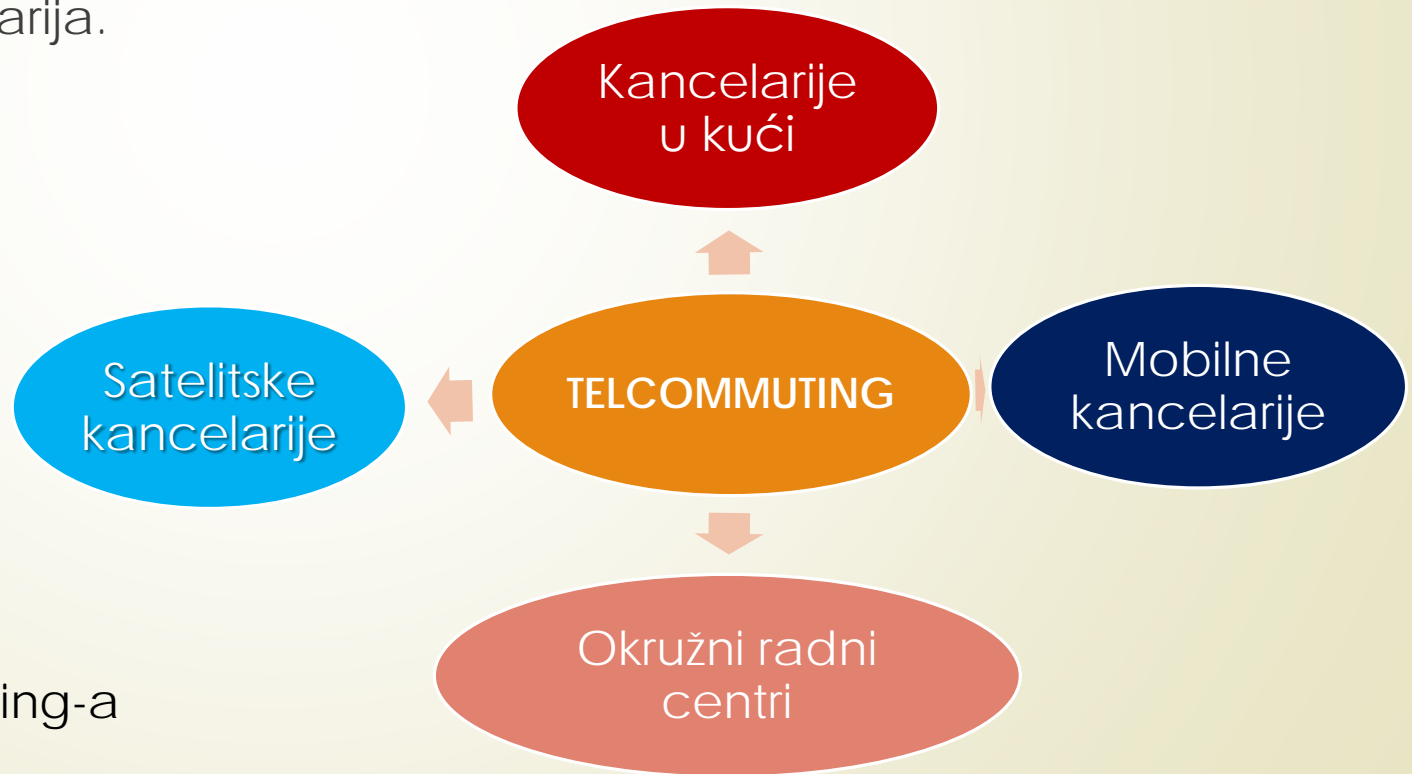 arija.
Kancelarije
u kući
Satelitske
kancelarije
TELCOMMUTING
Mobilne
kancelarije
Okružni radni
centri
ing-a